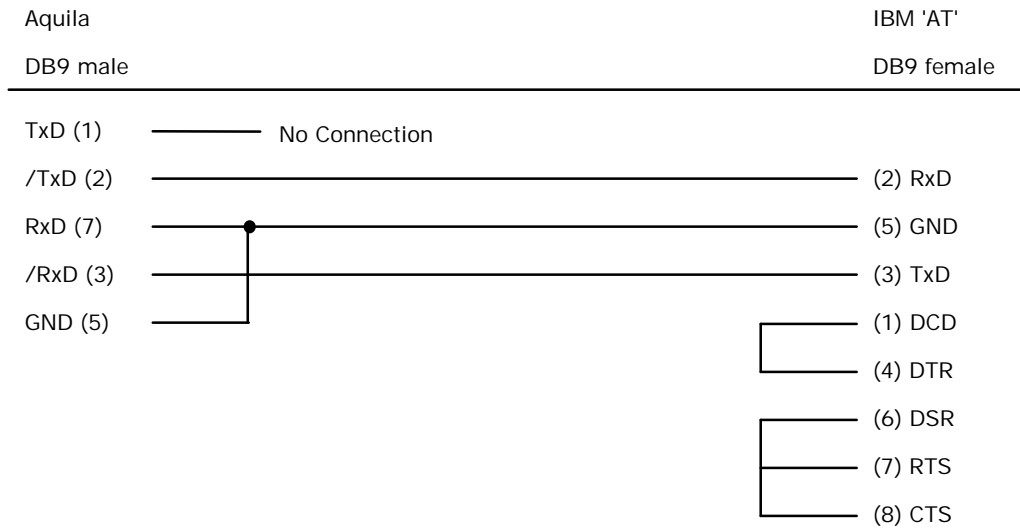 Aquila IBM 'AT'
DB9 male DB9 female
TxD (1) No Connection
/TxD (2) (2) RxD
RxD (7) (5) GND
/RxD (3) (3) TxD
GND (5) (1) DCD
(4) DTR
(6) DSR
(7) RTS
(8) CTS